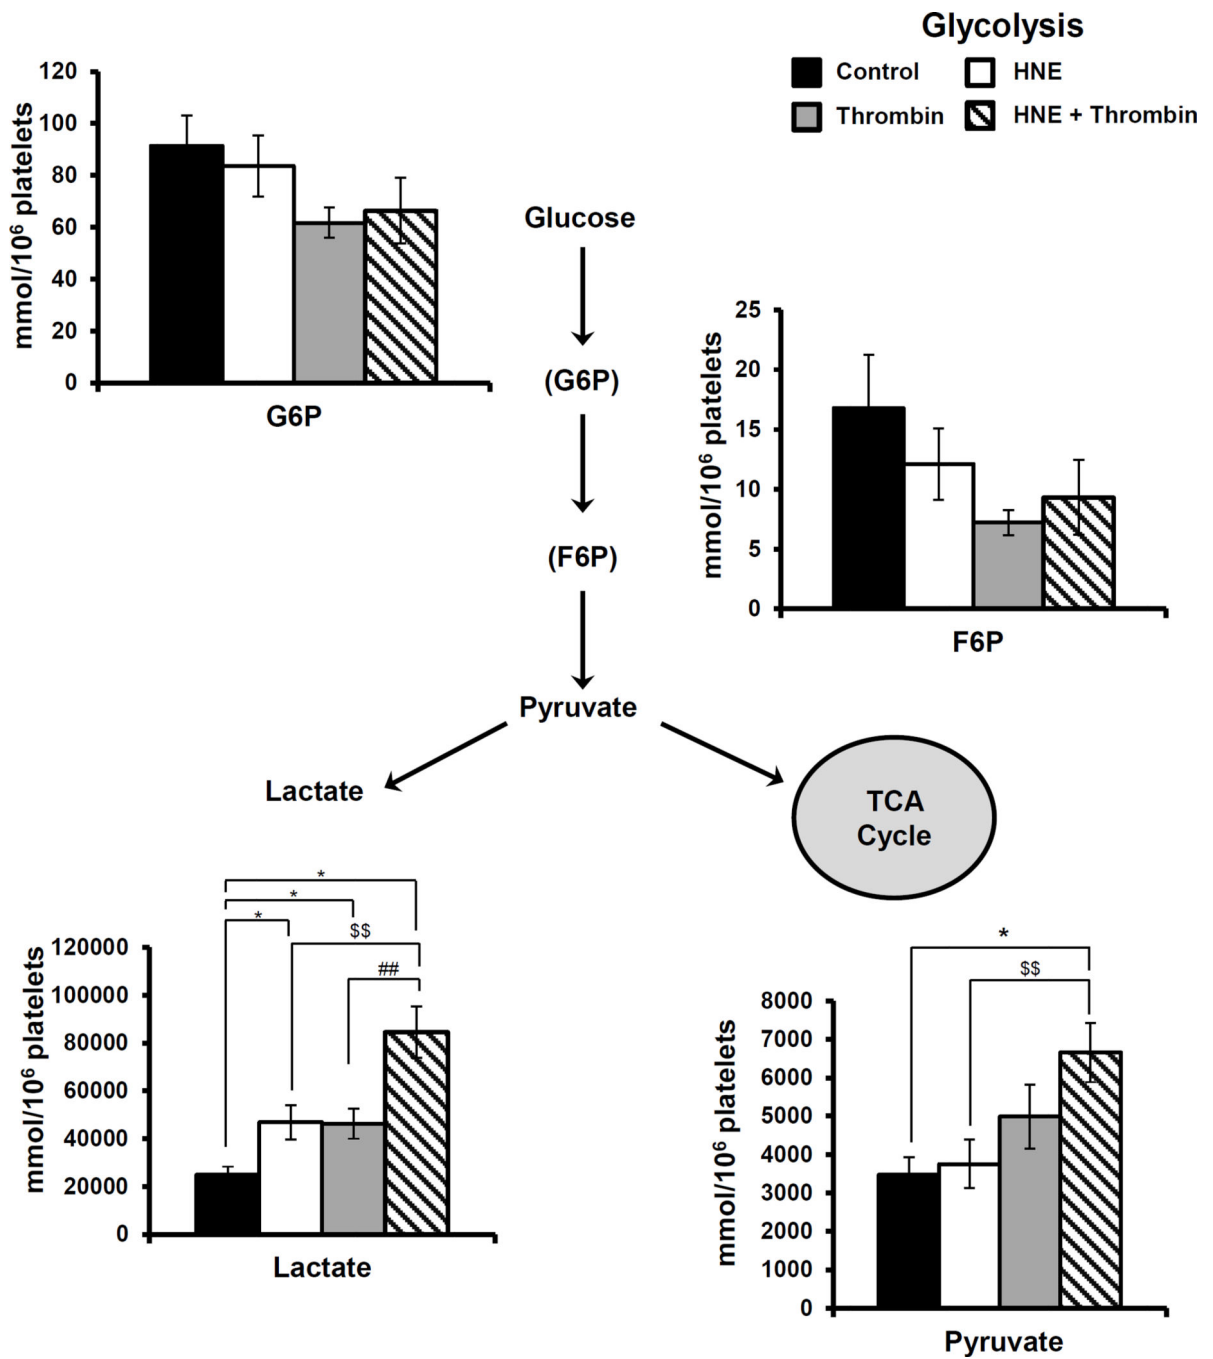 Glycolysis
Control
HNE
Thrombin
HNE + Thrombin
mmol/10⁶ platelets
120
100
80
60
40
20
0
G6P
Glucose
(G6P)
(F6P)
Pyruvate
Lactate
TCA
Cycle
mmol/10⁶ platelets
25
20
15
10
5
0
F6P
*
*
*
$$
##
mmol/10⁶ platelets
120000
100000
80000
60000
40000
20000
0
Lactate
*
$$
mmol/10⁶ platelets
8000
7000
6000
5000
4000
3000
2000
1000
0
Pyruvate